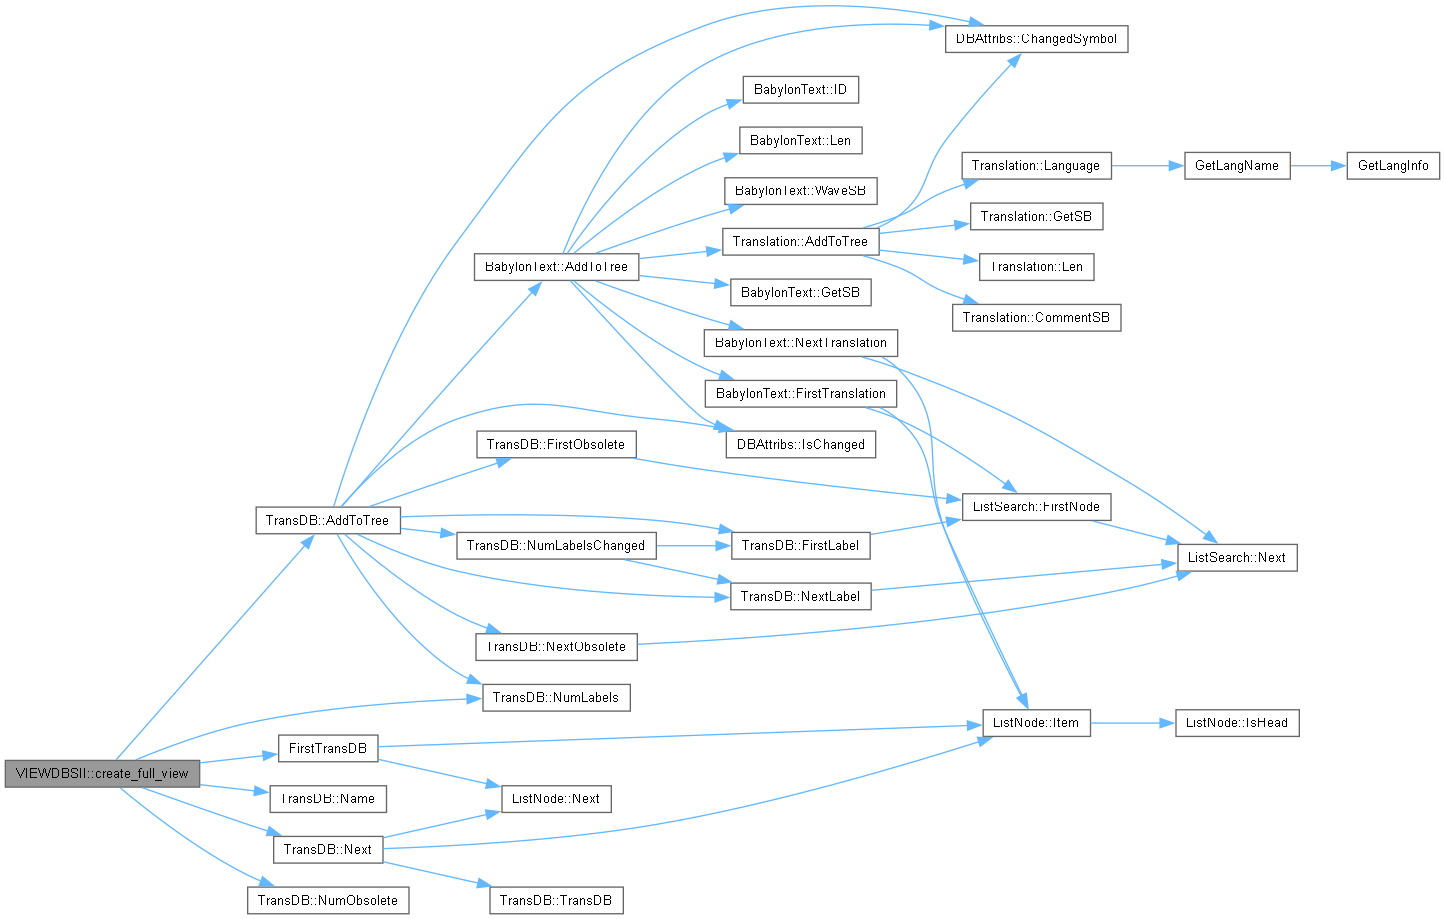 DBAttribs::ChangedSymbol
BabylonText::ID
BabylonText::Len
Translation::Language
GetLangName
GetLangInfo
BabylonText::WaveSB
Translation::GetSB
Translation::AddToTree
BabylonText::AddToTree
Translation::Len
BabylonText::GetSB
Translation::CommentSB
BabylonText::NextTranslation
BabylonText::FirstTranslation
TransDB::FirstObsolete
DBAttribs::IsChanged
ListSearch::FirstNode
TransDB::AddToTree
TransDB::NumLabelsChanged
TransDB::FirstLabel
ListSearch::Next
TransDB::NextLabel
TransDB::NextObsolete
TransDB::NumLabels
ListNode::Item
ListNode::IsHead
FirstTransDB
VIEWDBSII::create_full_view
TransDB::Name
ListNode::Next
TransDB::Next
TransDB::NumObsolete
TransDB::TransDB